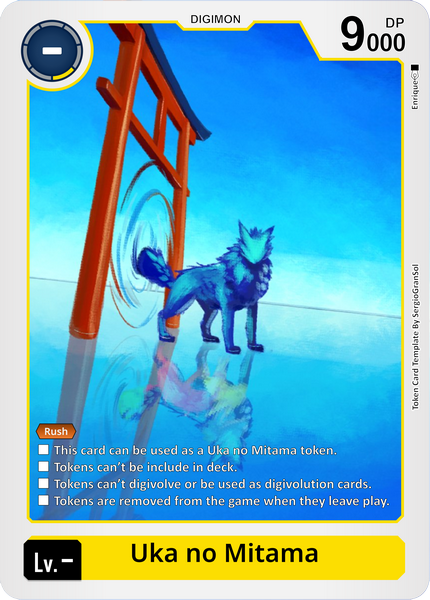 DIGIMON
-
DP
9000
Enrique
Token Card Template By SergioGranSol
Rush
This card can be used as a Uka no Mitama token.
Tokens can't be include in deck.
Tokens can't digivolve or be used as digivolution cards.
Tokens are removed from the game when they leave play.
Lv.-
Uka no Mitama